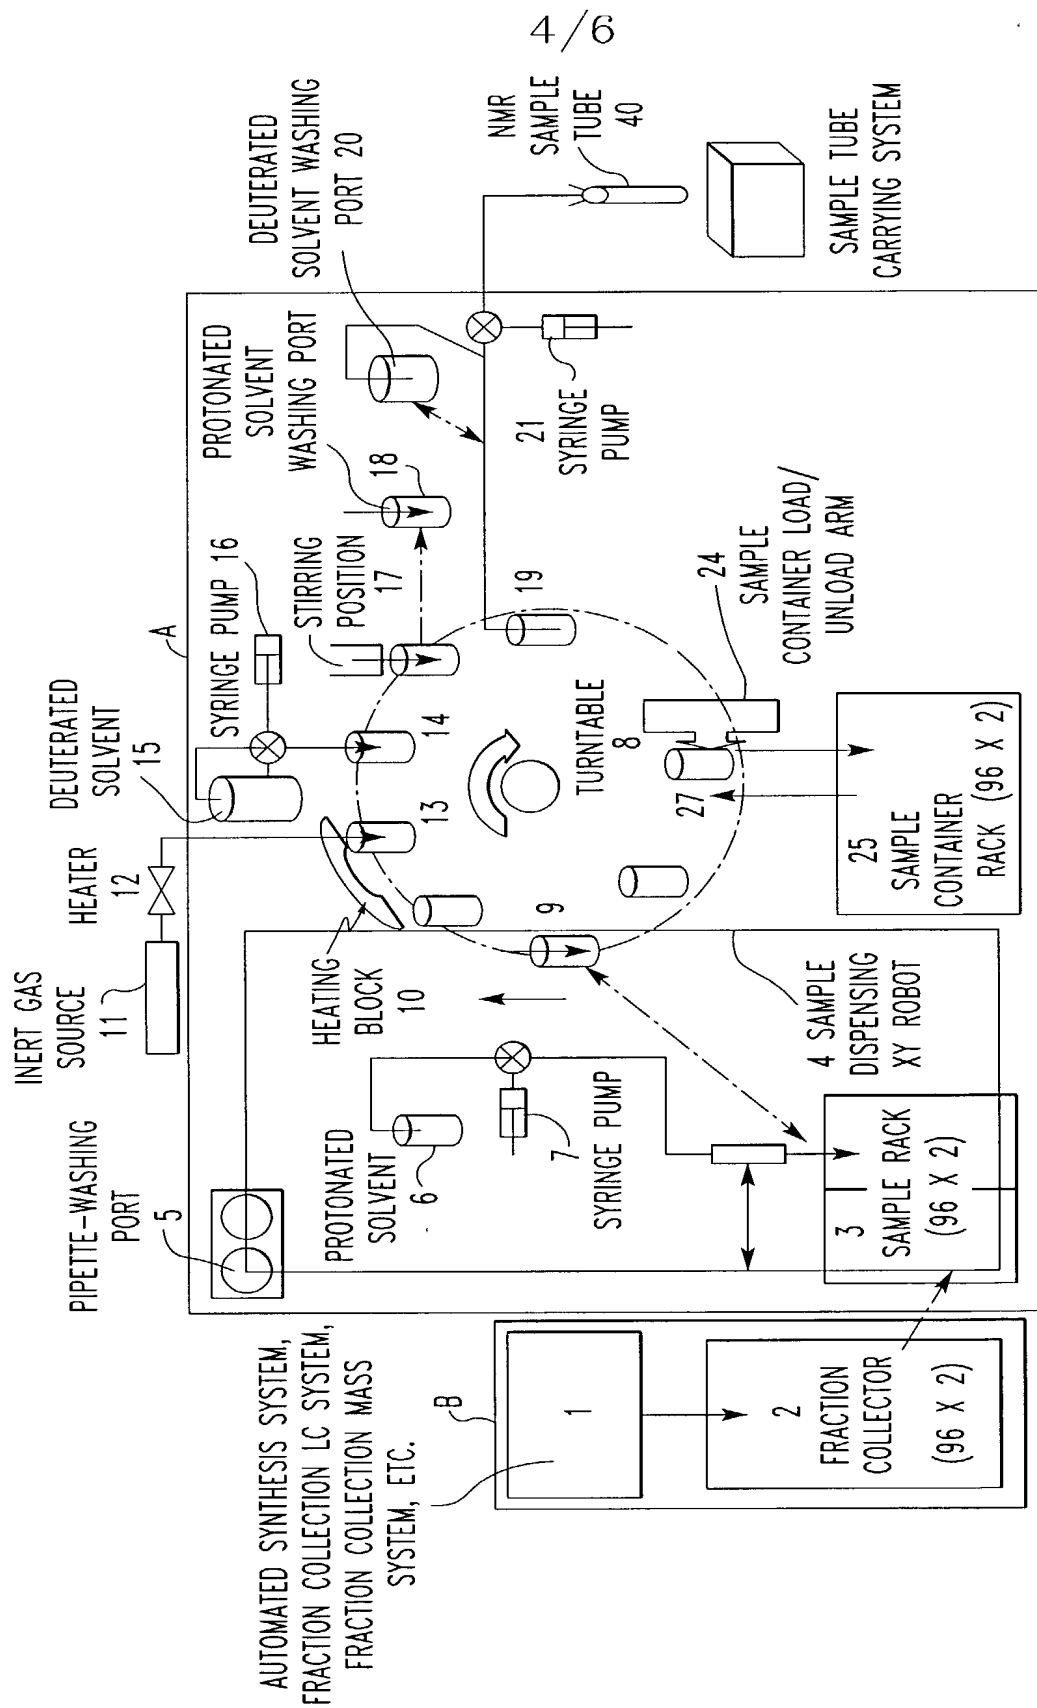 4/6
INERT GAS
SOURCE
11
HEATER
12
DEUTERATED
SOLVENT
15
SYRINGE PUMP 16
A
PROTONATED
SOLVENT
WASHING PORT
18
DEUTERATED
SOLVENT WASHING
PORT 20
NMR
SAMPLE
TUBE
40
PIPETTE-WASHING
PORT
5
HEATING
BLOCK
10
13
14
STIRRING
POSITION
17
19
21
SYRINGE
PUMP
SAMPLE TUBE
CARRYING SYSTEM
PROTONATED
SOLVENT
6
7
SYRINGE PUMP
9
TURNTABLE
8
27
24
SAMPLE
CONTAINER LOAD/
UNLOAD ARM
AUTOMATED SYNTHESIS SYSTEM,
FRACTION COLLECTION LC SYSTEM,
FRACTION COLLECTION MASS
SYSTEM, ETC.
B
1
2
FRACTION
COLLECTOR
(96 X 2)
3
SAMPLE RACK
(96 X 2)
4 SAMPLE
DISPENSING
XY ROBOT
25
SAMPLE
CONTAINER
RACK (96 X 2)